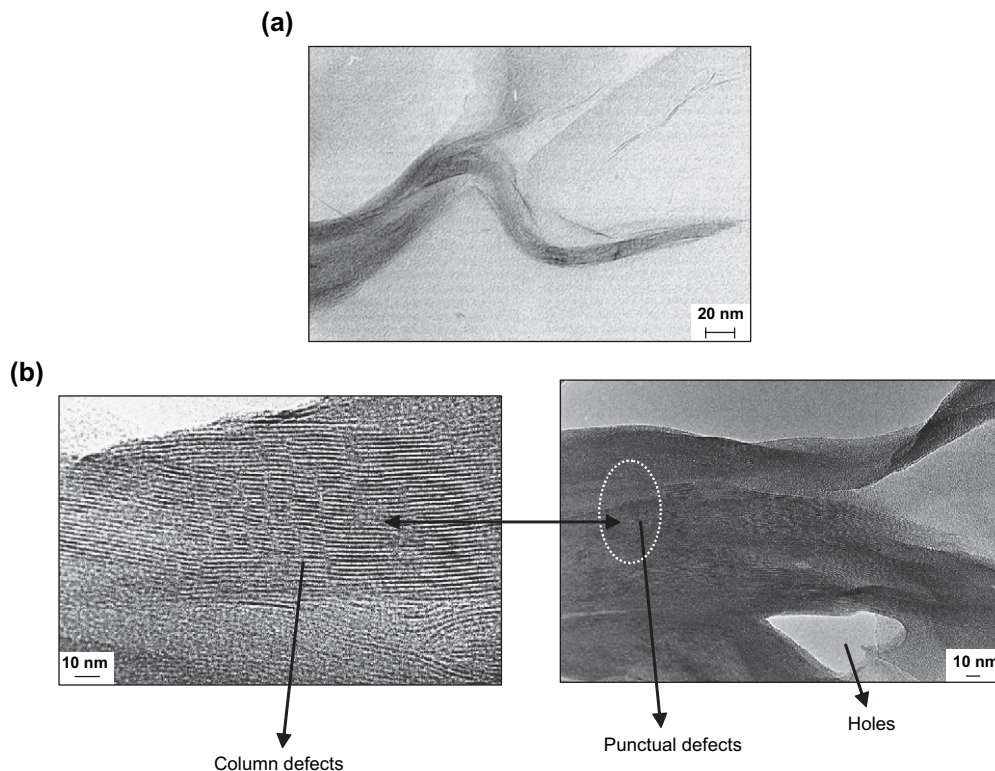 (a)
20 nm
(b)
10 nm
10 nm
Holes
Punctual defects
Column defects